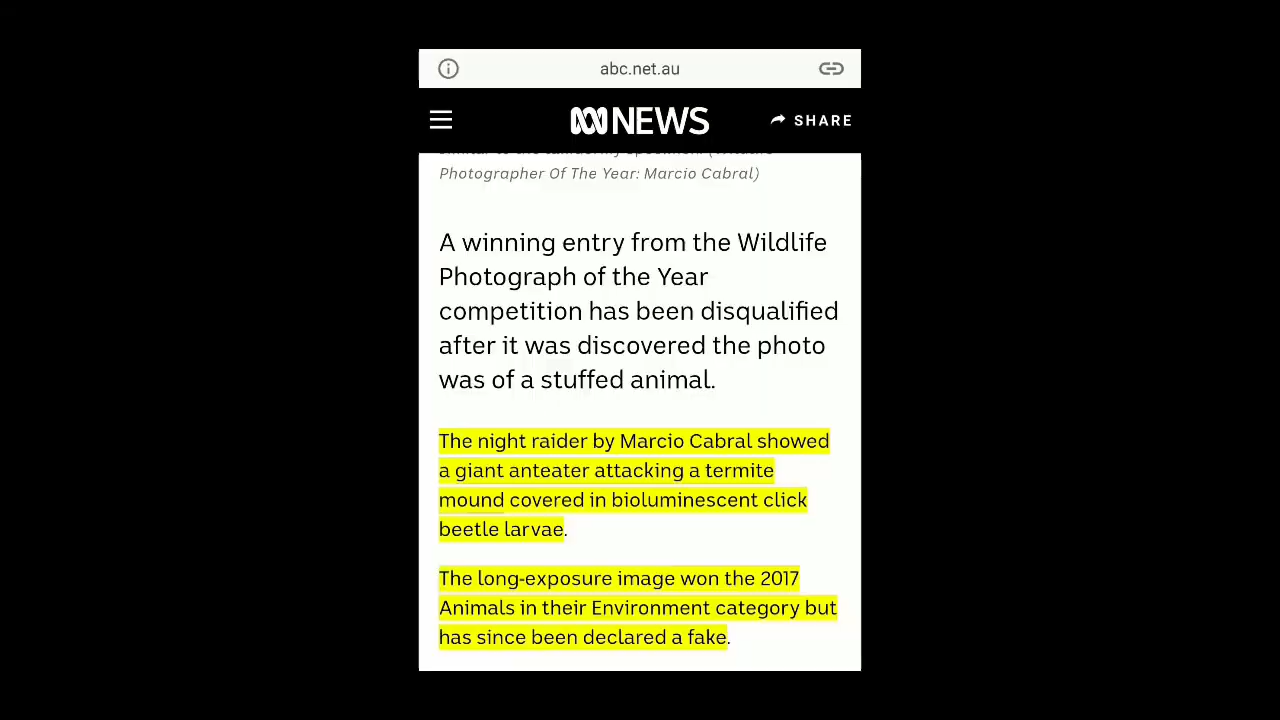 abc.net.au
NEWS
SHARE
Photographer Of The Year: Marcio Cabral)
A winning entry from the Wildlife
Photograph of the Year
competition has been disqualified
after it was discovered the photo
was of a stuffed animal.
The night raider by Marcio Cabral showed
a giant anteater attacking a termite
mound covered in bioluminescent click
beetle larvae.
The long-exposure image won the 2017
Animals in their Environment category but
has since been declared a fake.